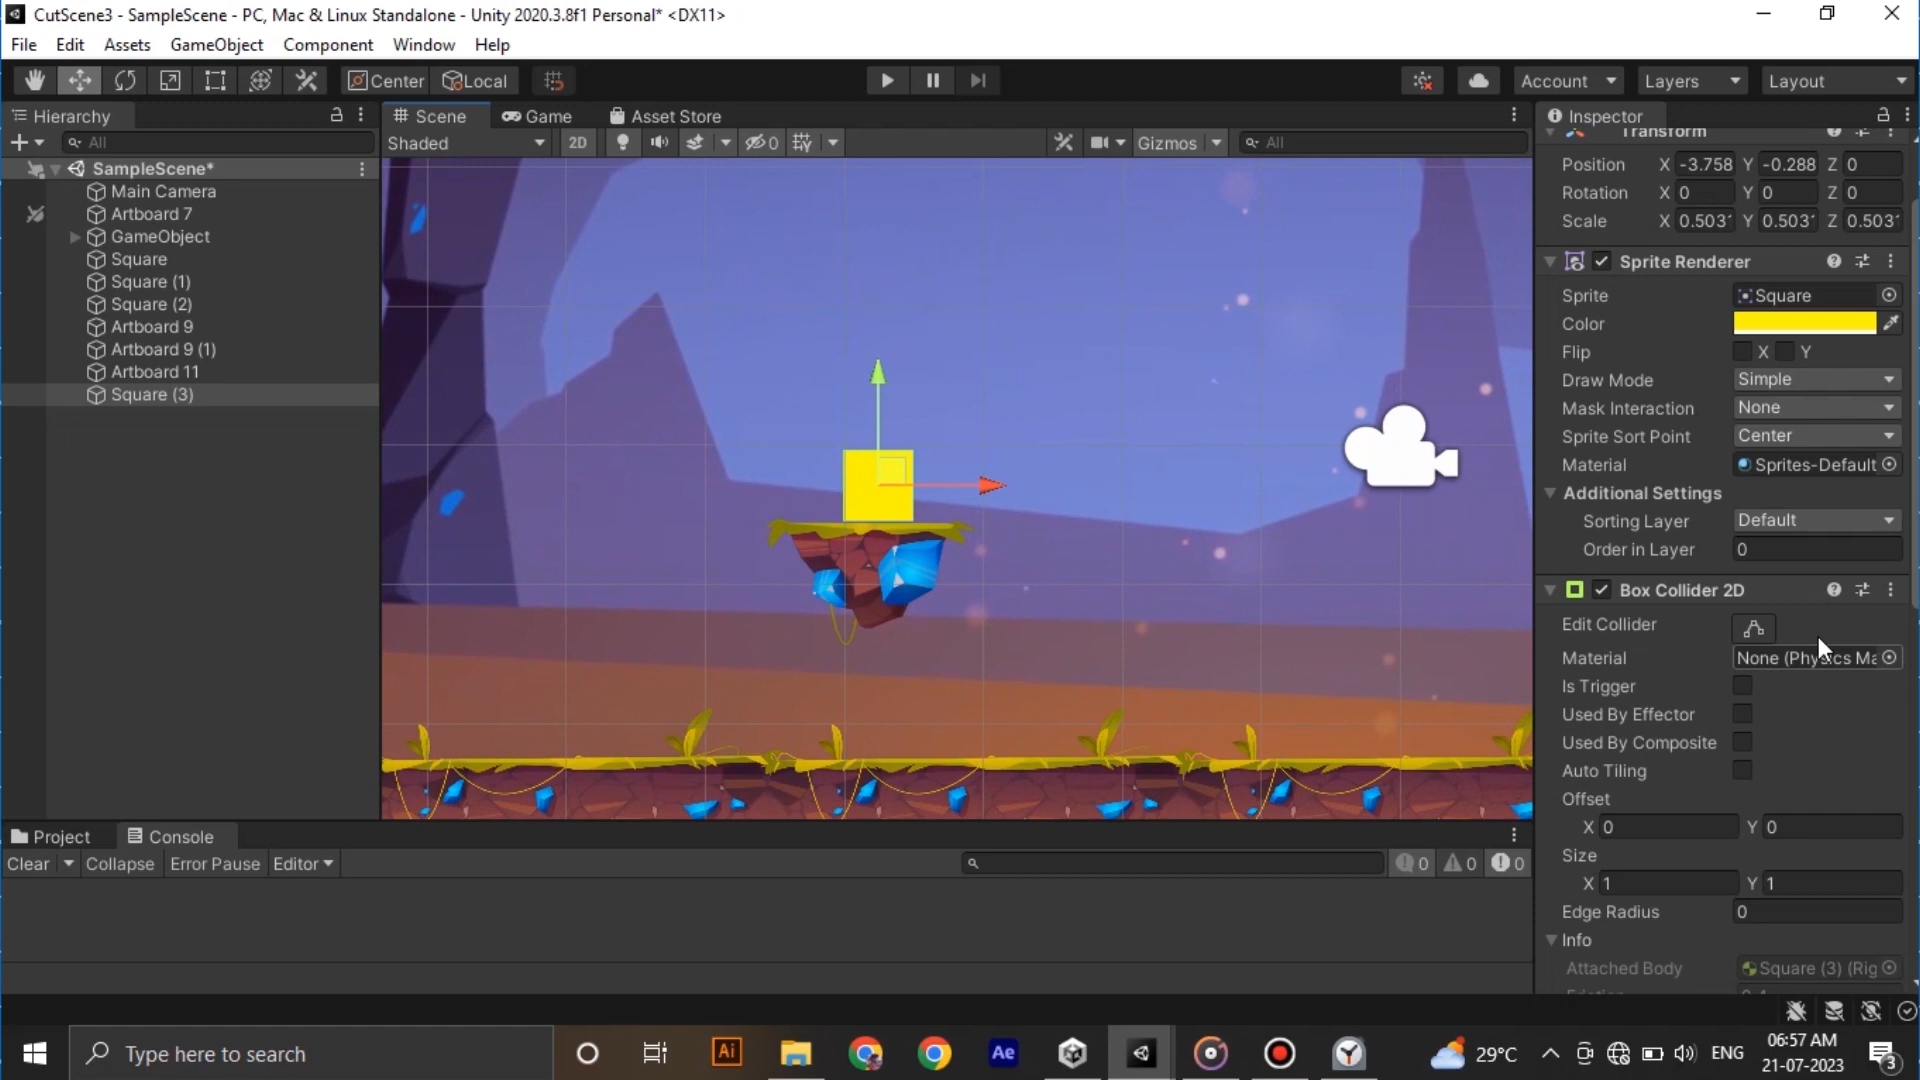 CutScene3 - SampleScene - PC, Mac & Linux Standalone - Unity 2020.3.8f1 Personal* <DX11>
File Edit Assets GameObject Component Window Help
Center Local Account Layers Layout
Hierarchy
All
SampleScene*
Main Camera
Artboard 7
GameObject
Square
Square (1)
Square (2)
Artboard 9
Artboard 9 (1)
Artboard 11
Square (3)
Scene Game Asset Store
Shaded 2D 0 Gizmos All
Inspector
Transform
Position X -3.758 Y -0.288 Z 0
Rotation X 0 Y 0 Z 0
Scale X 0.503 Y 0.503 Z 0.503
Sprite Renderer
Sprite Square
Color
Flip X Y
Draw Mode Simple
Mask Interaction None
Sprite Sort Point Center
Material Sprites-Default
Additional Settings
Sorting Layer Default
Order in Layer 0
Box Collider 2D
Edit Collider
Material None (Physics Ma
Is Trigger
Used By Effector
Used By Composite
Auto Tiling
Offset
X 0 Y 0
Size
X 1 Y 1
Edge Radius 0
Info
Attached Body Square (3) (Rig
Project Console
Clear Collapse Error Pause Editor 0 0 0
Type here to search
Ai
Ae
29°C
ENG
06:57 AM
21-07-2023
3